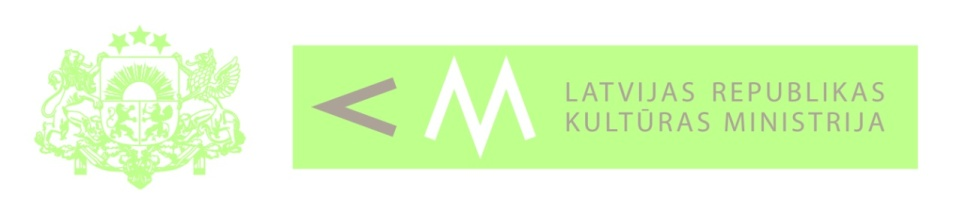 LATVIJAS REPUBLIKAS
KULTŪRAS MINISTRIJA